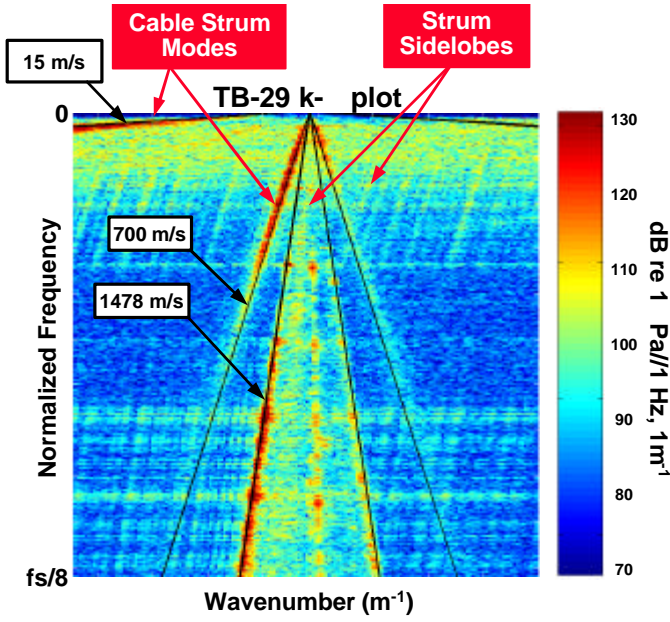 Cable Strum
Modes
Strum
Sidelobes
15 m/s
TB-29 k- plot
0
130
120
110
100
90
80
70
dB re 1 Pa//1 Hz, 1m-1
700 m/s
1478 m/s
Normalized Frequency
fs/8
Wavenumber (m-1)